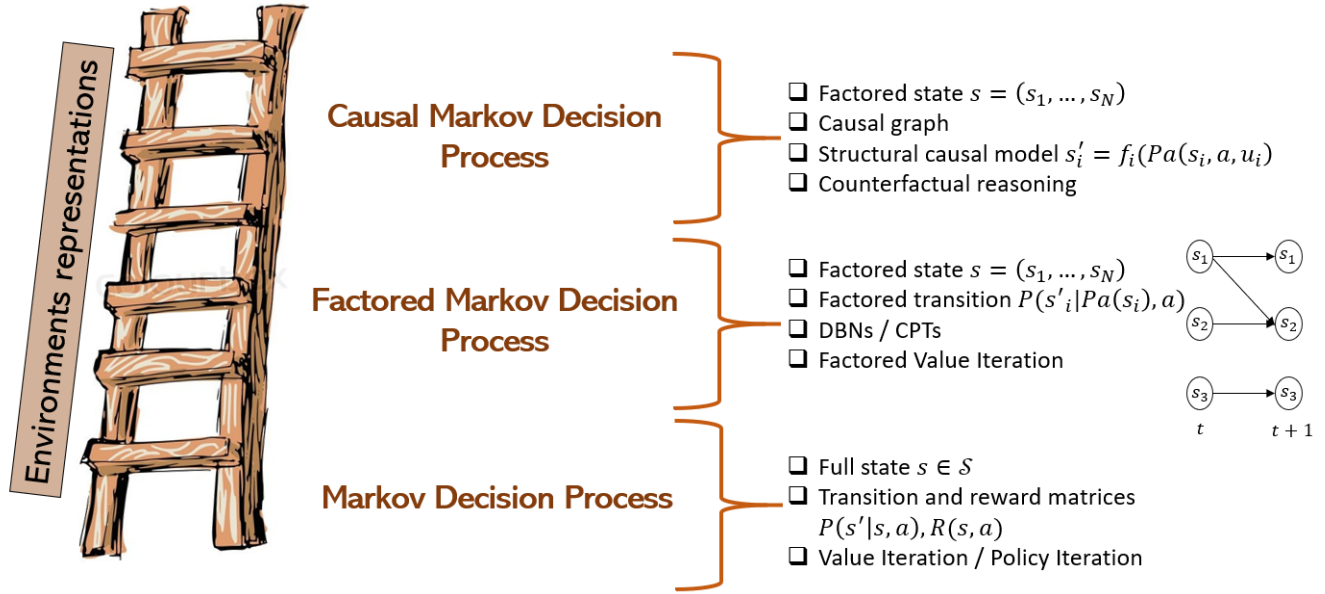 Environments representations
Causal Markov Decision
Process
❑ Factored state s = (s₁, … , s_N)
❑ Causal graph
❑ Structural causal model s′ᵢ = fᵢ(Pa(sᵢ, a, uᵢ)
❑ Counterfactual reasoning
Factored Markov Decision
Process
❑ Factored state s = (s₁, … , s_N)
❑ Factored transition P(s′ᵢ|Pa(sᵢ), a)
❑ DBNs / CPTs
❑ Factored Value Iteration
s₁ s₁
s₂ s₂
s₃ s₃
t t + 1
Markov Decision Process
❑ Full state s ∈ 𝒮
❑ Transition and reward matrices
P(s′|s, a), R(s, a)
❑ Value Iteration / Policy Iteration